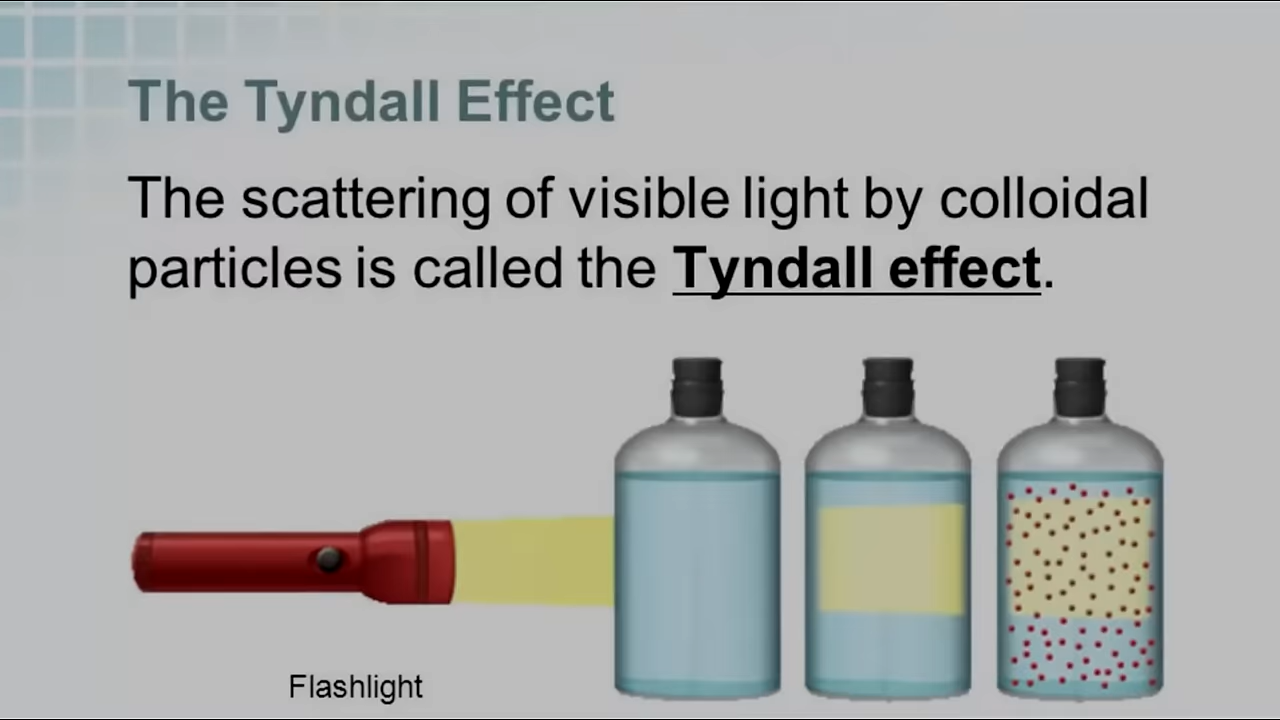 The Tyndall Effect
The scattering of visible light by colloidal
particles is called the Tyndall effect.
Flashlight